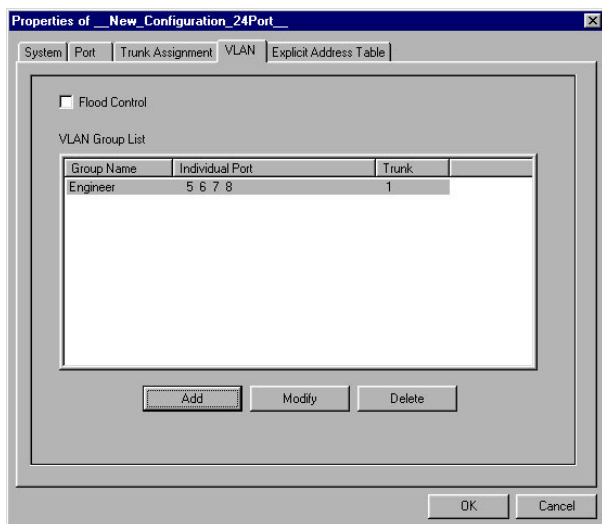 Properties of __New_Configuration_24Port__
System Port Trunk Assignment VLAN Explicit Address Table
Flood Control
VLAN Group List
Group Name Individual Port Trunk
Engineer 5 6 7 8 1
Add Modify Delete
OK Cancel